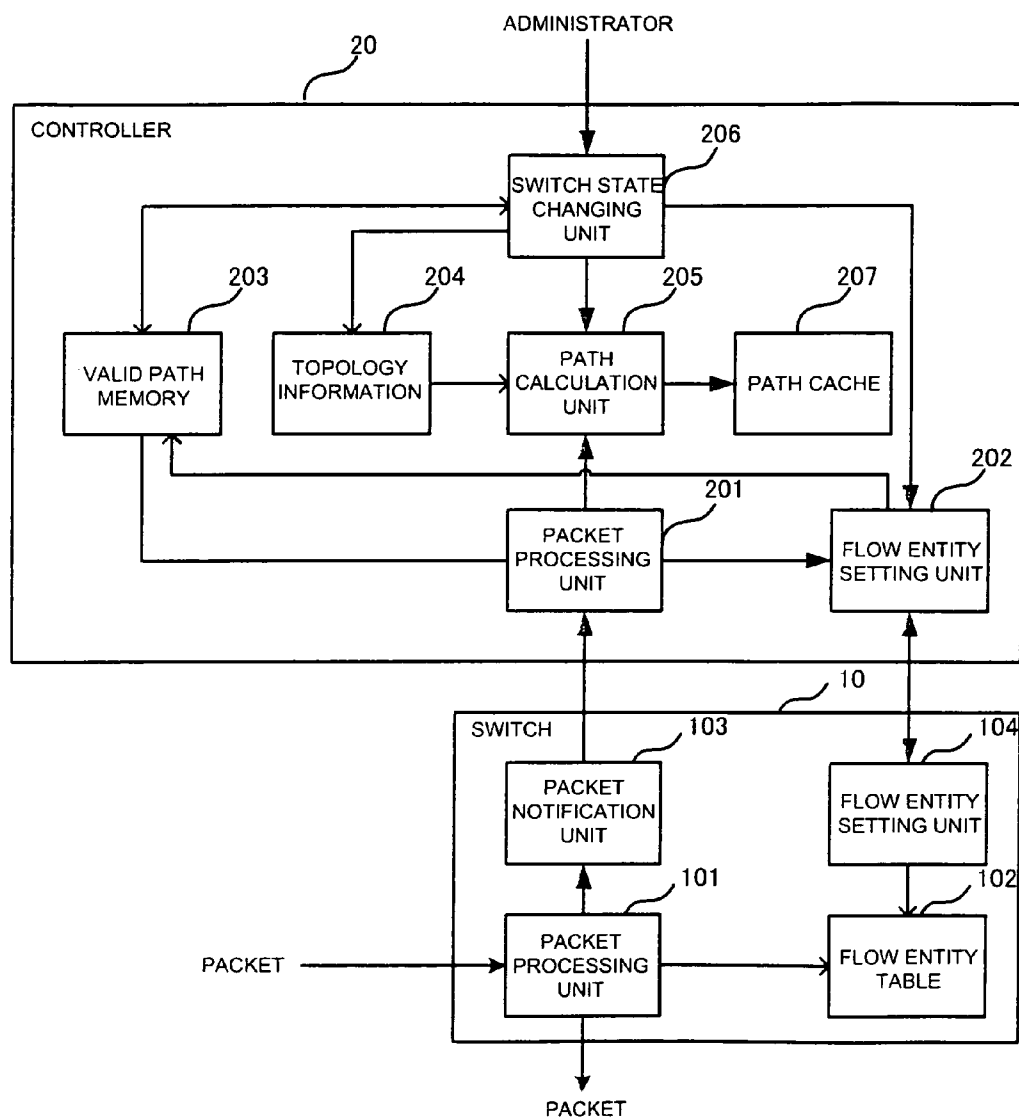 ADMINISTRATOR
20
CONTROLLER
206
SWITCH STATE
CHANGING
UNIT
203
204
205
207
VALID PATH
MEMORY
TOPOLOGY
INFORMATION
PATH
CALCULATION
UNIT
PATH CACHE
201
202
PACKET
PROCESSING
UNIT
FLOW ENTITY
SETTING UNIT
10
SWITCH
103
104
PACKET
NOTIFICATION
UNIT
FLOW ENTITY
SETTING UNIT
101
102
PACKET
PACKET
PROCESSING
UNIT
FLOW ENTITY
TABLE
PACKET